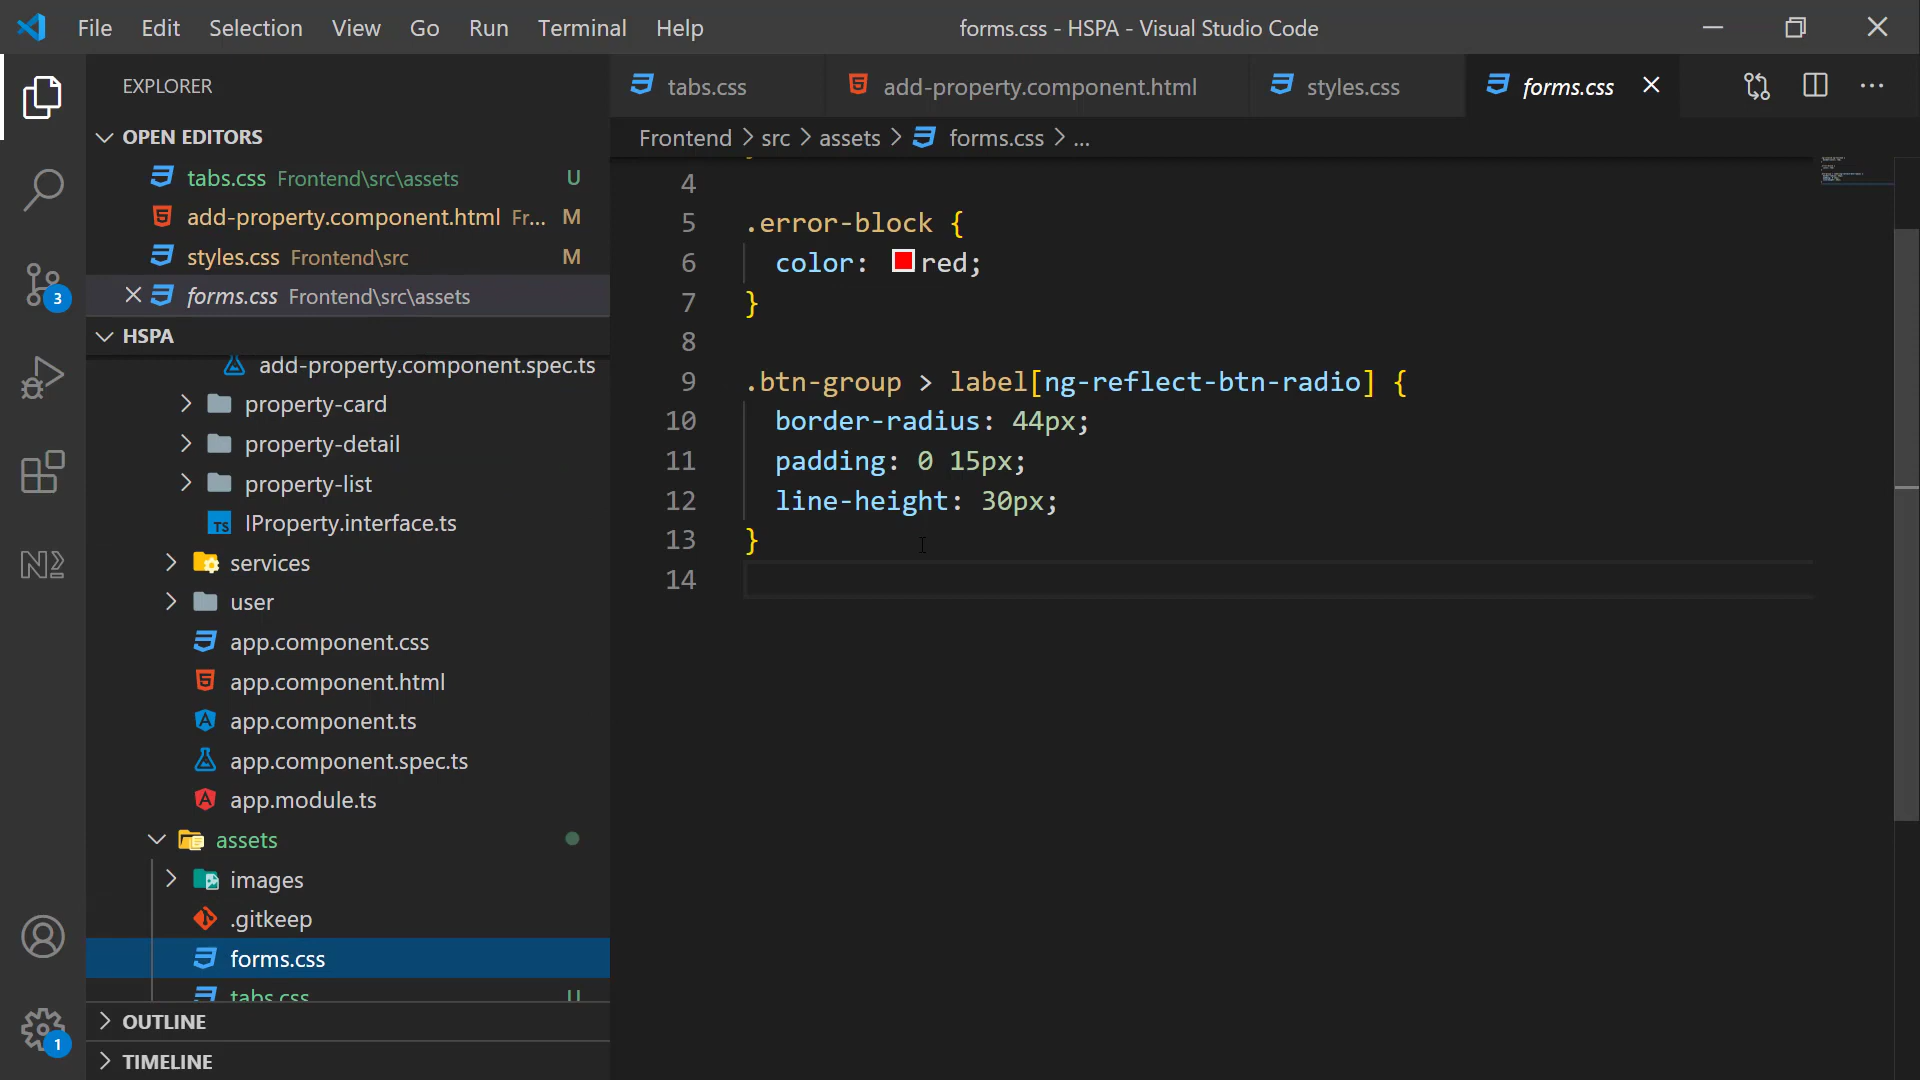 File Edit Selection View Go Run Terminal Help
forms.css - HSPA - Visual Studio Code
EXPLORER
OPEN EDITORS
tabs.css Frontend\src\assets U
add-property.component.html Fr... M
styles.css Frontend\src M
forms.css Frontend\src\assets
HSPA
add-property.component.spec.ts
property-card
property-detail
property-list
TS IProperty.interface.ts
services
user
app.component.css
app.component.html
app.component.ts
app.component.spec.ts
app.module.ts
assets
images
.gitkeep
forms.css
tabs.css U
OUTLINE
TIMELINE
3
1
tabs.css add-property.component.html styles.css forms.css
Frontend > src > assets > forms.css > ...
4
5 .error-block {
6 color: red;
7 }
8
9 .btn-group > label[ng-reflect-btn-radio] {
10 border-radius: 44px;
11 padding: 0 15px;
12 line-height: 30px;
13 }
14